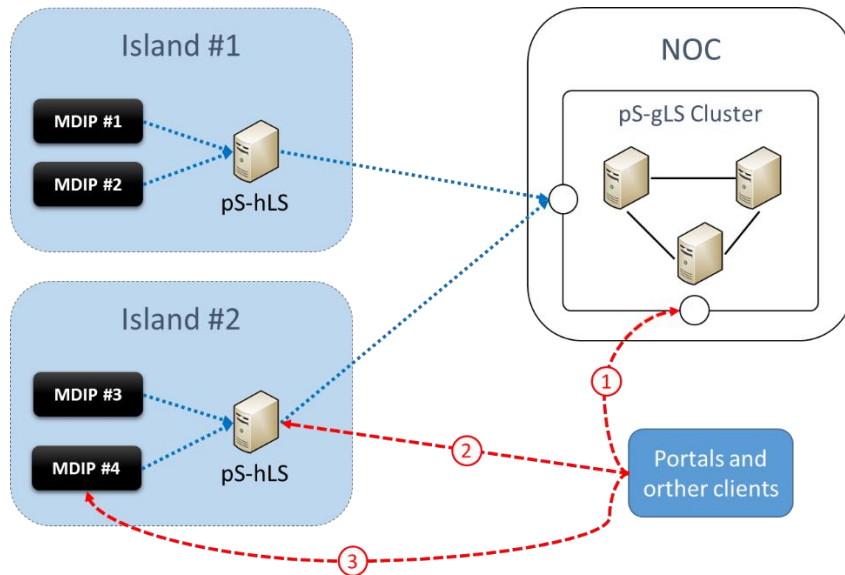 Island #1
MDIP #1
MDIP #2
pS-hLS
NOC
pS-gLS Cluster
Island #2
MDIP #3
MDIP #4
pS-hLS
1
2
3
Portals and
orther clients